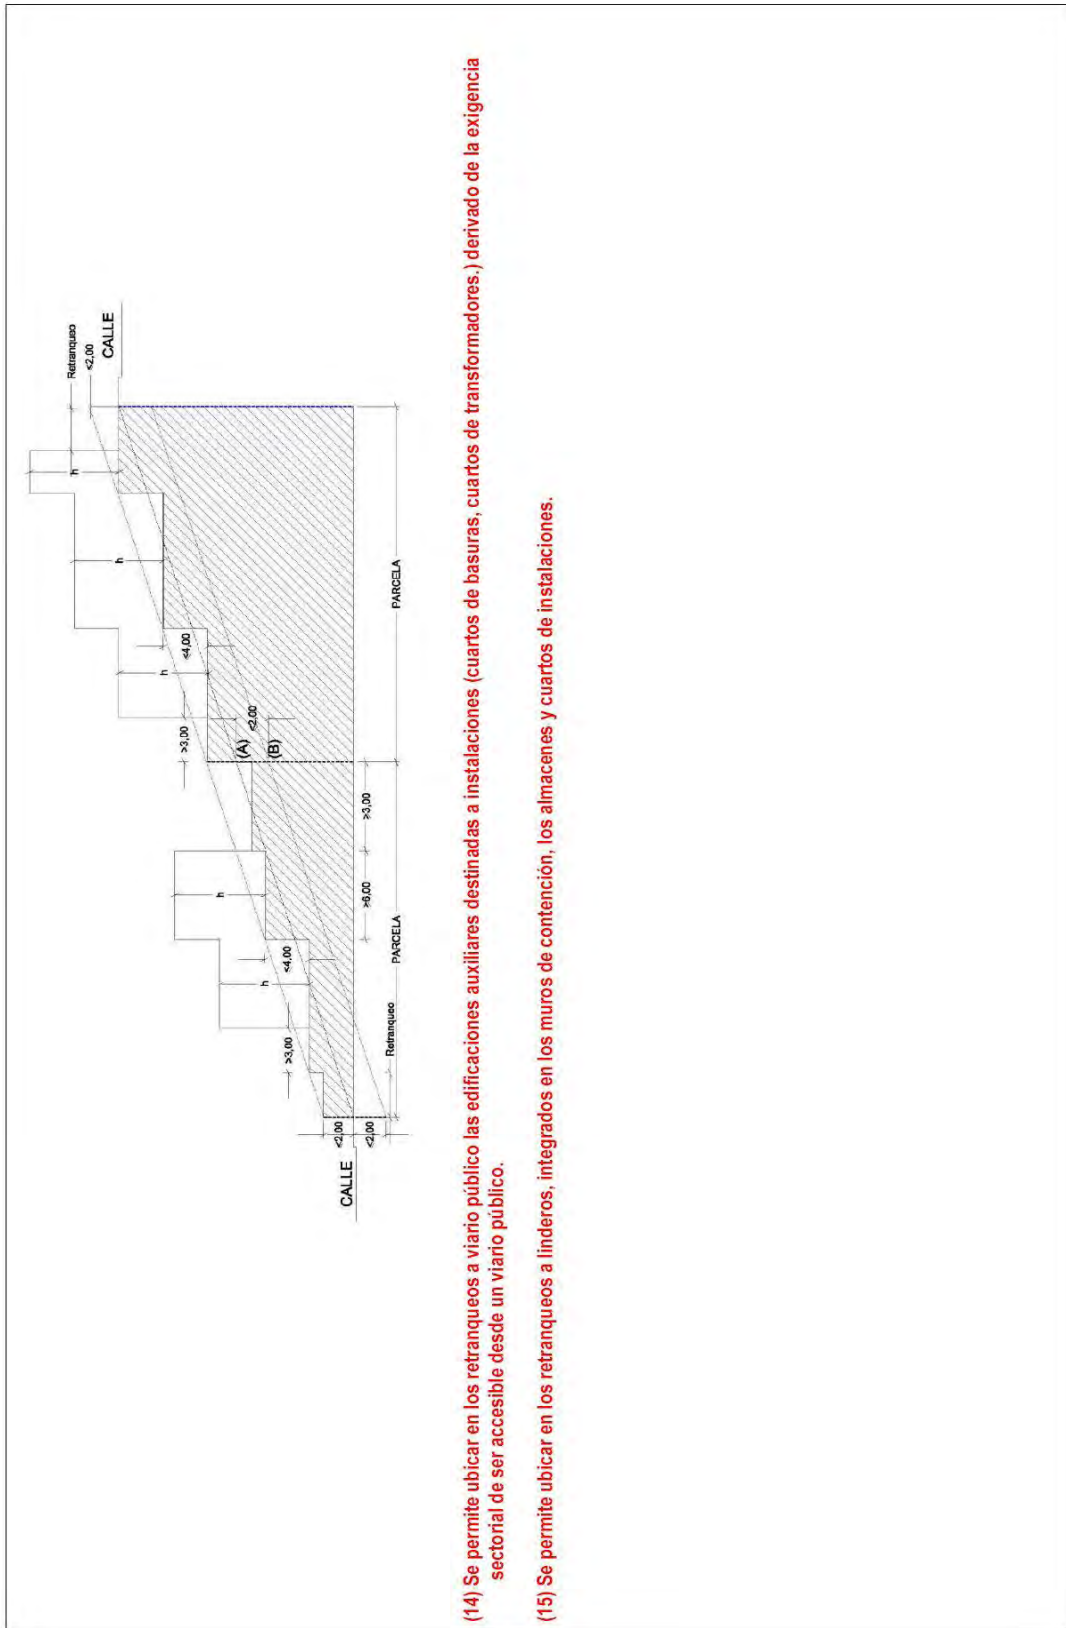 Retranqueo
<2,00
CALLE
h
h
<4,00
h
>3,00
(A)
<2,00
(B)
h
>3,00
>6,00
<4,00
h
>3,00
PARCELA
PARCELA
Retranqueo
<2,00
<2,00
CALLE
(14) Se permite ubicar en los retranqueos a viario público las edificaciones auxiliares destinadas a instalaciones (cuartos de basuras, cuartos de transformadores.) derivado de la exigencia
sectorial de ser accesible desde un viario público.
(15) Se permite ubicar en los retranqueos a linderos, integrados en los muros de contención, los almacenes y cuartos de instalaciones.